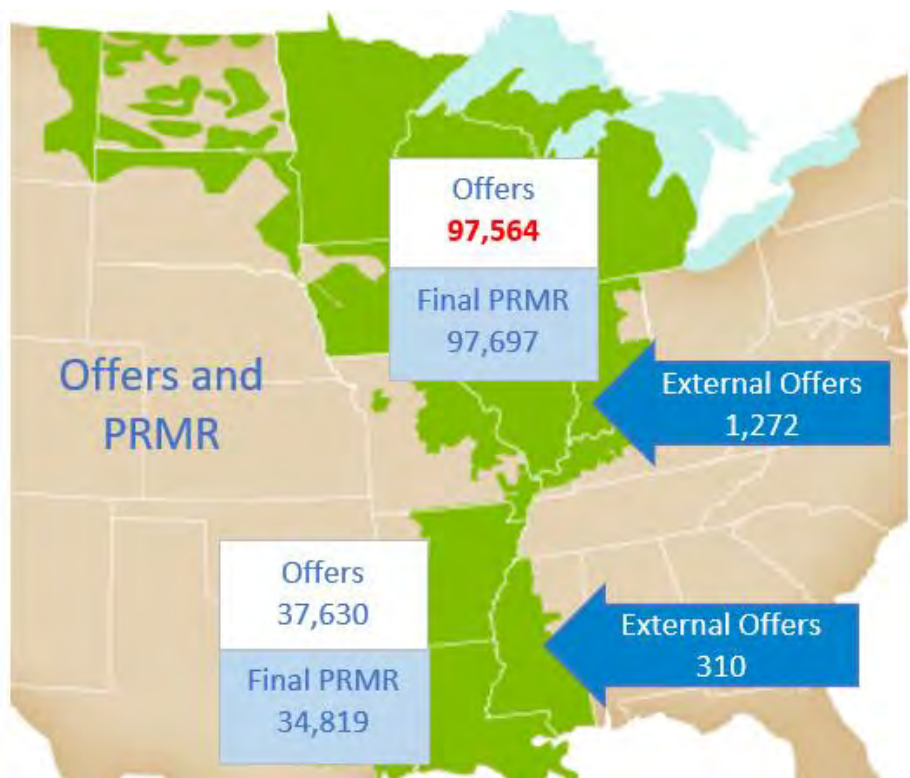 Offers
97,564
Final PRMR
97,697
Offers and
PRMR
External Offers
1,272
Offers
37,630
Final PRMR
34,819
External Offers
310